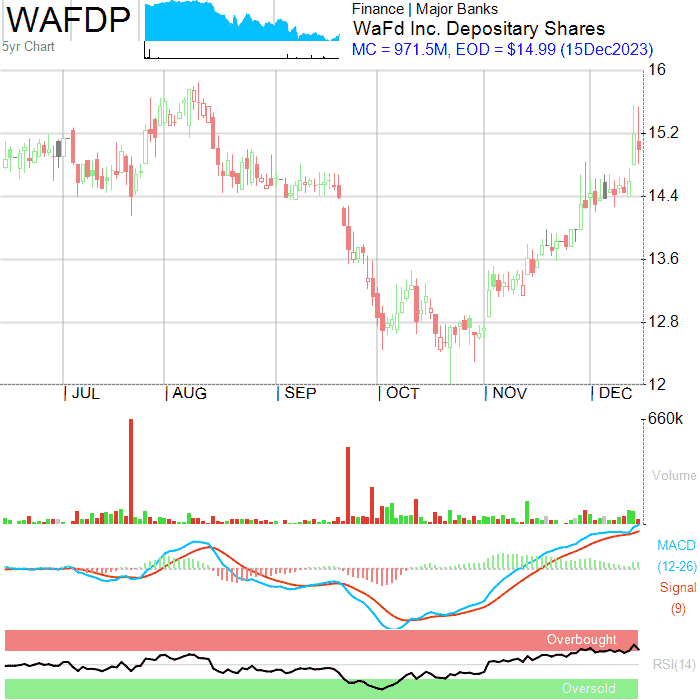 WAFDP
5yr Chart
Finance | Major Banks
WaFd Inc. Depositary Shares
MC = 971.5M, EOD = $14.99 (15Dec2023)
16
15.2
14.4
13.6
12.8
12
JUL AUG SEP OCT NOV DEC
660k
Volume
MACD
(12-26)
Signal
(9)
Overbought
RSI(14)
Oversold